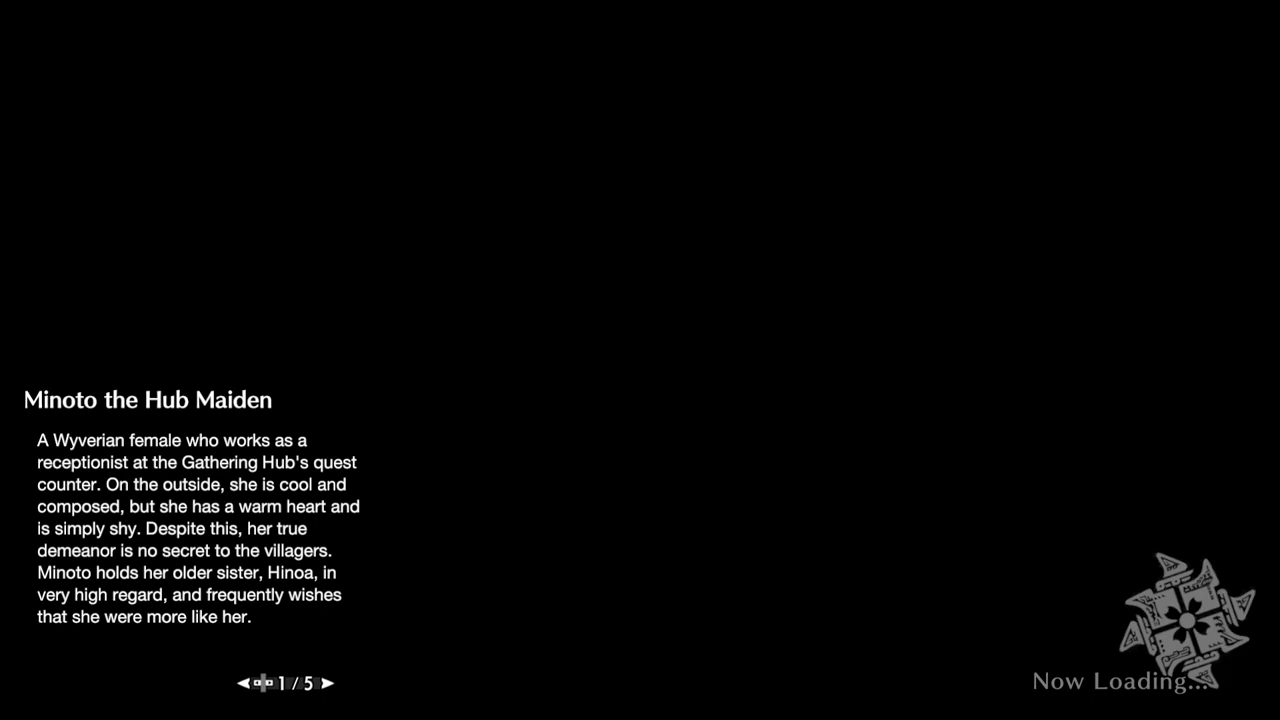 Minoto the Hub Maiden
A Wyverian female who works as a
receptionist at the Gathering Hub's quest
counter. On the outside, she is cool and
composed, but she has a warm heart and
is simply shy. Despite this, her true
demeanor is no secret to the villagers.
Minoto holds her older sister, Hinoa, in
very high regard, and frequently wishes
that she were more like her.
1 / 5
Now Loading...